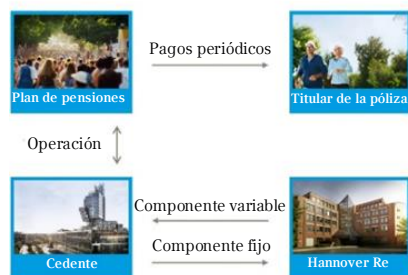 Pagos periódicos
Plan de pensiones
Titular de la póliza
Operación
Componente variable
Componente fijo
Cedente
Hannover Re